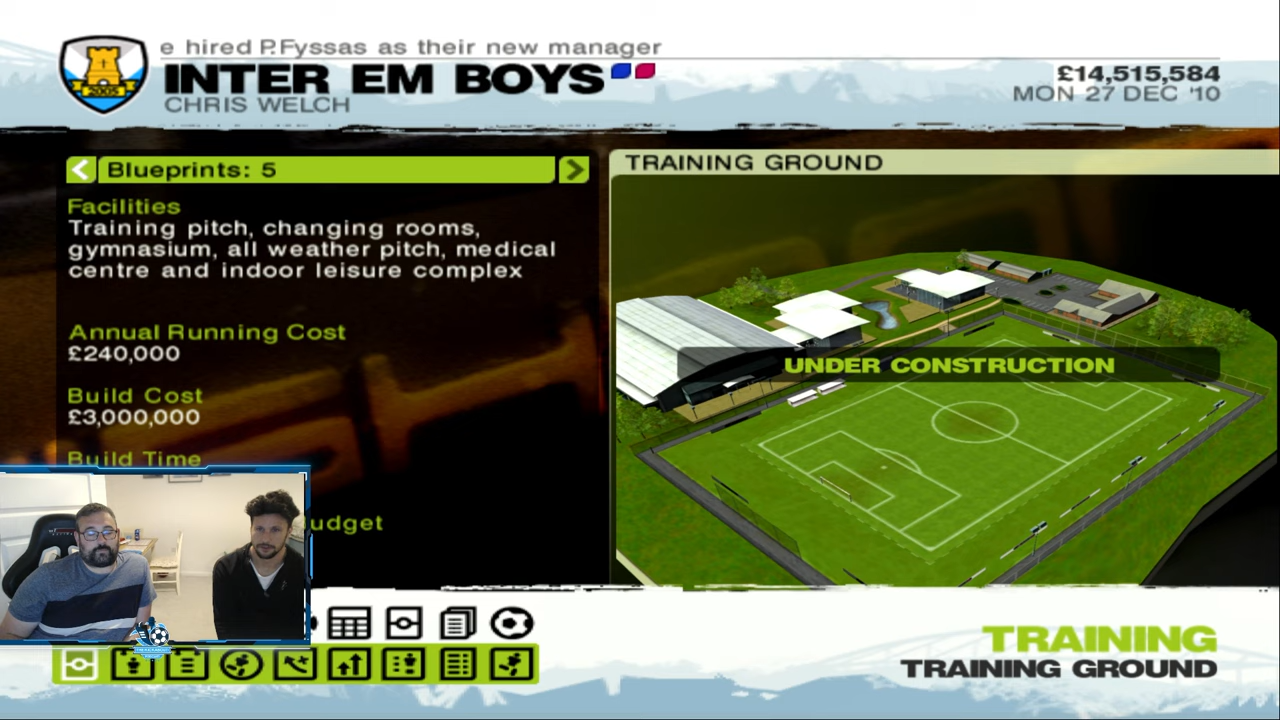 e hired P.Fyssas as their new manager
INTER EM BOYS
CHRIS WELCH
£14,515,584
MON 27 DEC '10
2005
Blueprints: 5
Facilities
Training pitch, changing rooms,
gymnasium, all weather pitch, medical
centre and indoor leisure complex
Annual Running Cost
£240,000
Build Cost
£3,000,000
Build Time
udget
TRAINING GROUND
UNDER CONSTRUCTION
TRAINING
TRAINING GROUND